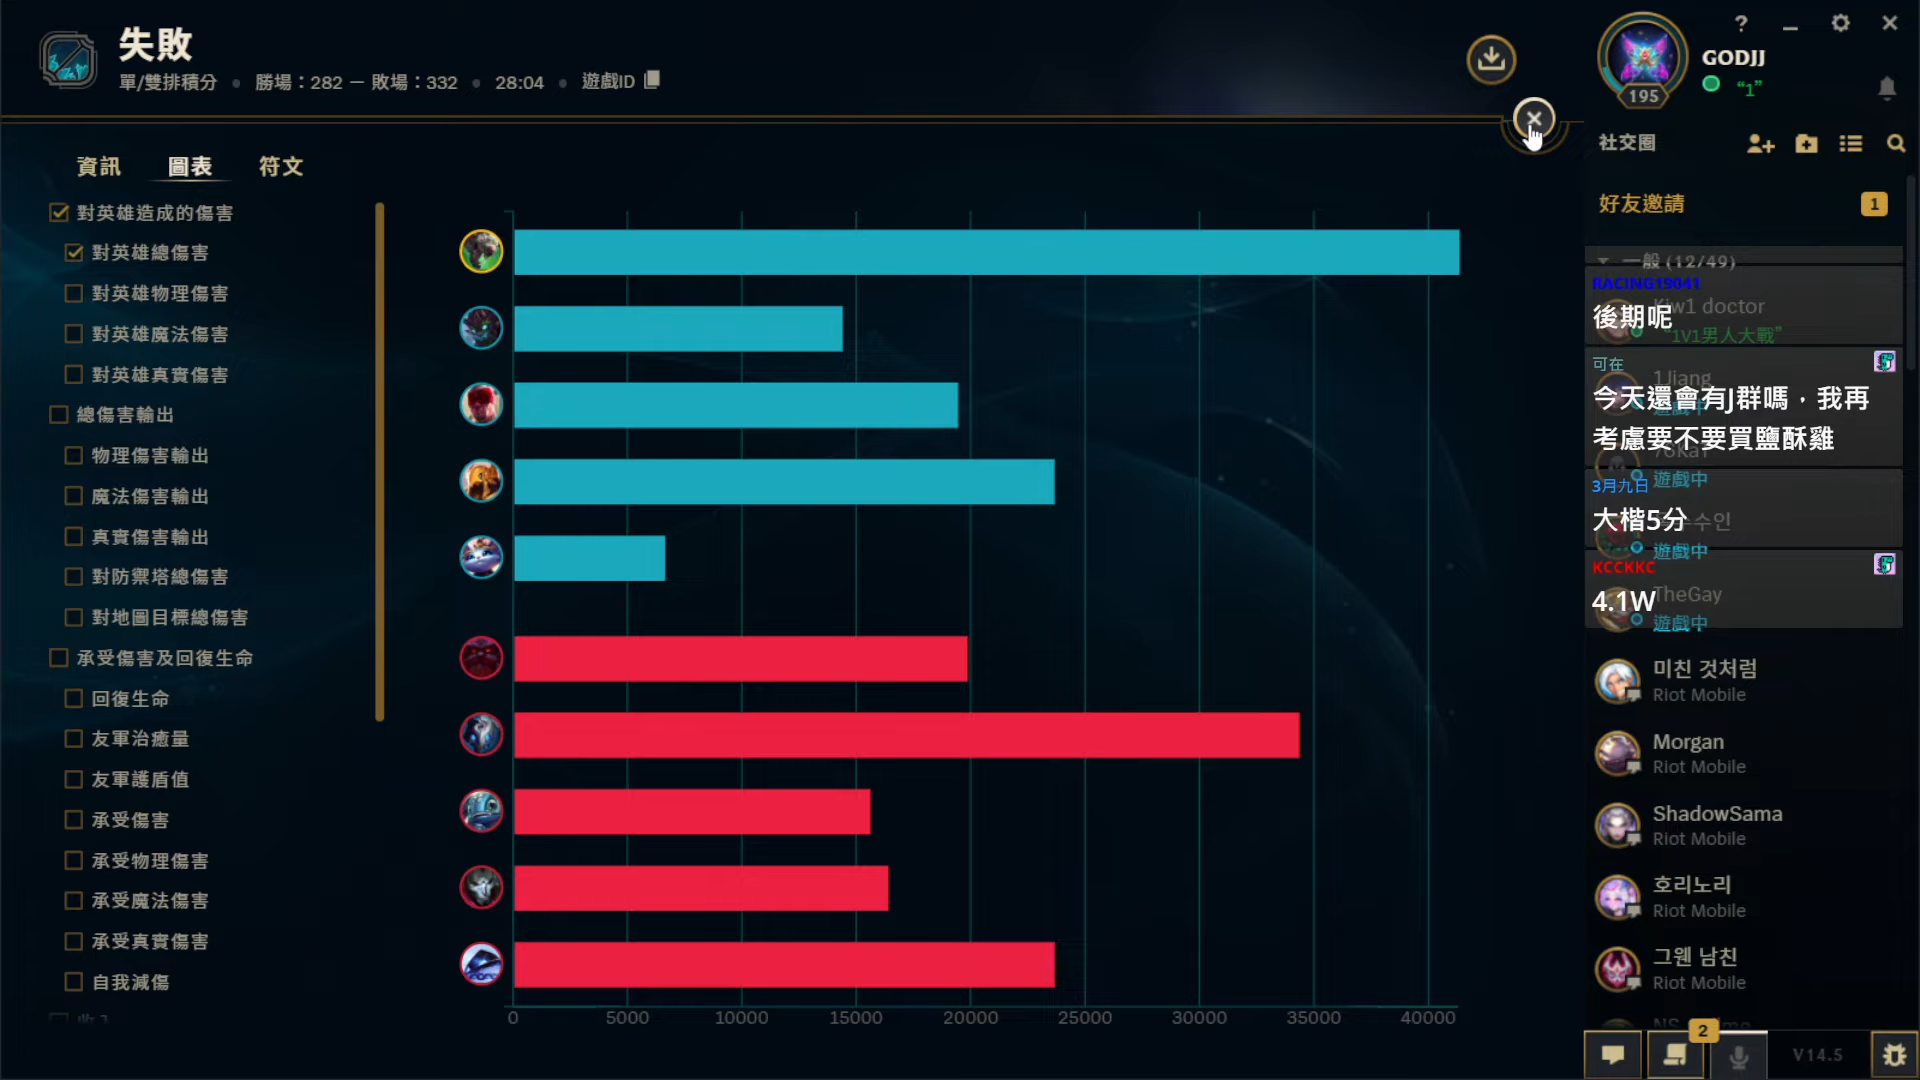 失敗
單/雙排積分 • 勝場：282 － 敗場：332 • 28:04 • 遊戲ID
資訊 圖表 符文
對英雄造成的傷害
對英雄總傷害
對英雄物理傷害
對英雄魔法傷害
對英雄真實傷害
總傷害輸出
物理傷害輸出
魔法傷害輸出
真實傷害輸出
對防禦塔總傷害
對地圖目標總傷害
承受傷害及回復生命
回復生命
友軍治癒量
友軍護盾值
承受傷害
承受物理傷害
承受魔法傷害
承受真實傷害
自我減傷
0 5000 10000 15000 20000 25000 30000 35000 40000
GODJJ
195
“1”
社交圈
好友邀請 1
一般 (12/49)
RACING19041
後期呢
Kiw1 doctor
“1V1男人大戰”
可在
1Jiang
今天還會有J群嗎，我再
考慮要不要買鹽酥雞
遊戲中
3月九日
大楷5分
遊戲中
KCCKKC
4.1W
TheGay
遊戲中
미친 것처럼
Riot Mobile
Morgan
Riot Mobile
ShadowSama
Riot Mobile
호리노리
Riot Mobile
그웬 남친
Riot Mobile
2
V14.5